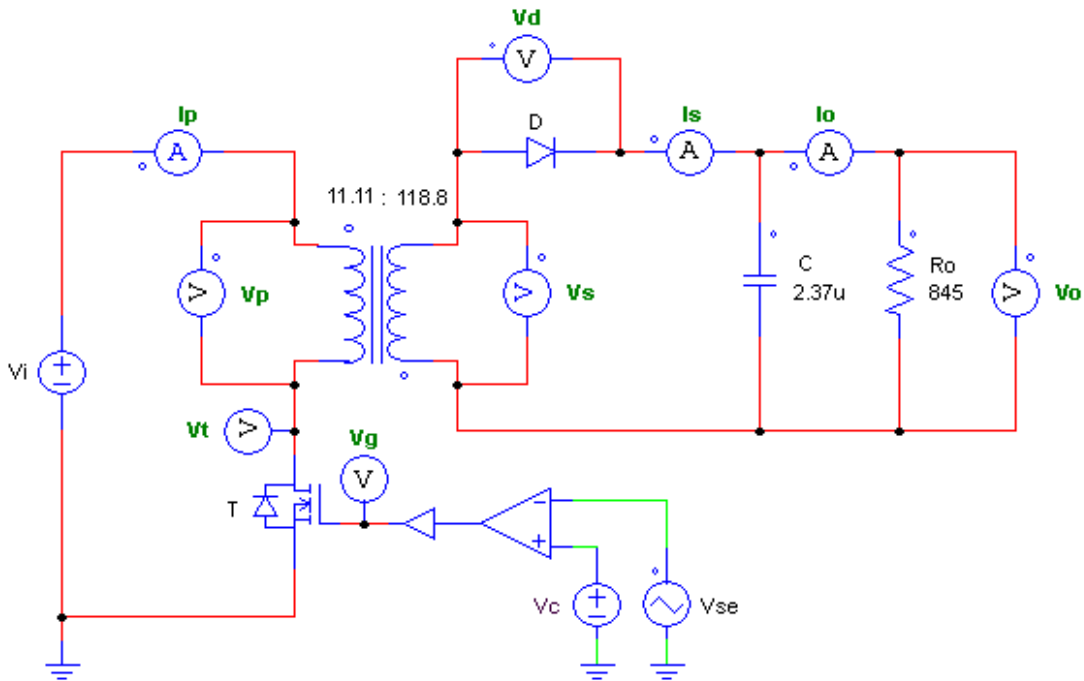 Vd
V
Ip
A
D
Is
A
Io
A
11.11 : 118.8
V
Vp
V
Vs
C
2.37u
Ro
845
V
Vo
Vi
Vt
V
Vg
V
T
Vc
Vse